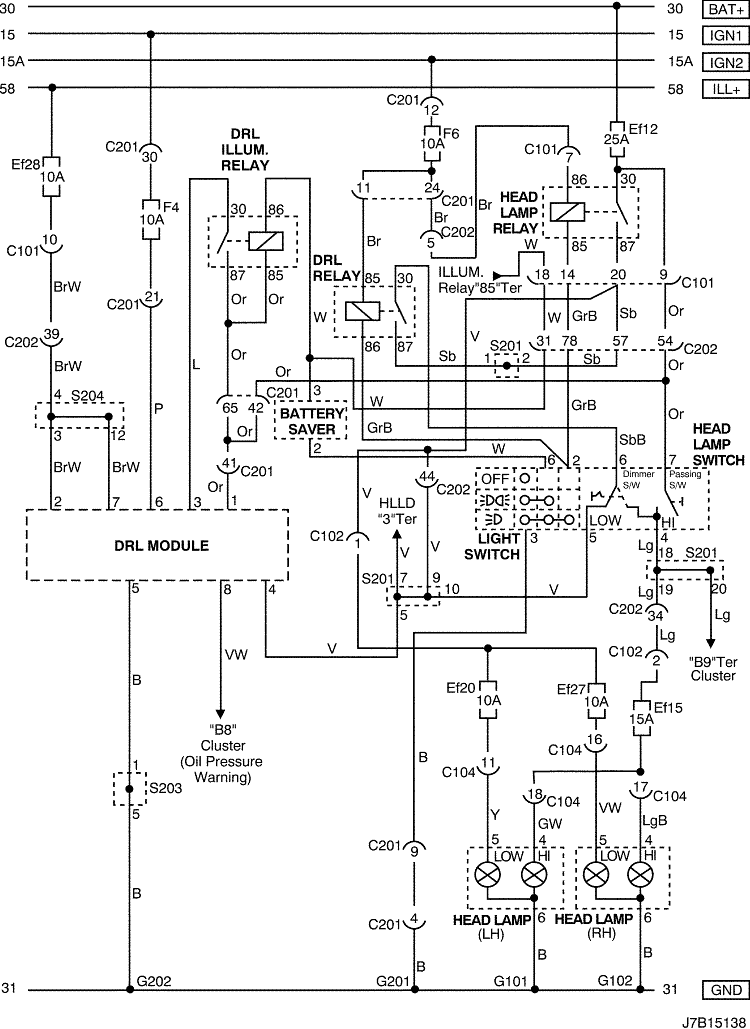 30 30 BAT+
15 15 IGN1
15A 15A IGN2
58 58 ILL+
C201
12
F6
10A
Ef12
25A
DRL
ILLUM.
RELAY
C201
30
C101
7
Ef28
10A
11 24
C201
86 30
HEAD
LAMP
RELAY
F4
10A
30 86
Br
C202
5
Br
85 87
W
10
C101
Br
DRL
RELAY
ILLUM.
Relay"85"Ter
18 14 20 9
C101
87 85
85 30
BrW
C201
21
Or Or
W
V
W
GrB
Sb
Or
39
C202
86 87
S201
31 78 57 54
C202
Or
Sb 1 2 Sb
BrW
L
Or
C201
Or
4 S204
P
65 42
3
BATTERY
SAVER
W
GrB
Or
3 12
Or
2
GrB
SbB
HEAD
LAMP
SWITCH
BrW BrW
41
C201
Or
V
44
C202
W
6 2 6 7
OFF
Dimmer
S/W
Passing
S/W
2 7 6 3 1
HLLD
"3"Ter
LOW HI
DRL MODULE
C102
1
V V
LIGHT
SWITCH
3 5 4
Lg
18 S201
5 8 4
S201 7 9 10
V
19 20
5
Lg
C202
34
Lg
B
VW
V
Lg
C102
2
"B9"Ter
Cluster
"B8"
Cluster
(Oil Pressure
Warning)
Ef20
10A
Ef27
10A
Ef15
15A
16
C104
1
S203
5
B
11
C104
18
C104
17
C104
Y
GW
VW
LgB
B
C201
9
5 4
LOW HI
5 4
LOW HI
C201
4
HEAD LAMP
(LH)
6
HEAD LAMP
(RH)
6
B
B
B
31 G202 G201 G101 G102 31 GND
J7B15138